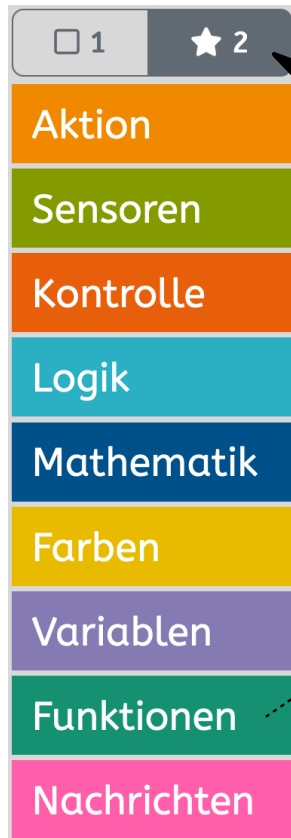 1 2
Aktion
Sensoren
Kontrolle
Logik
Mathematik
Farben
Variablen
Funktionen
Nachrichten